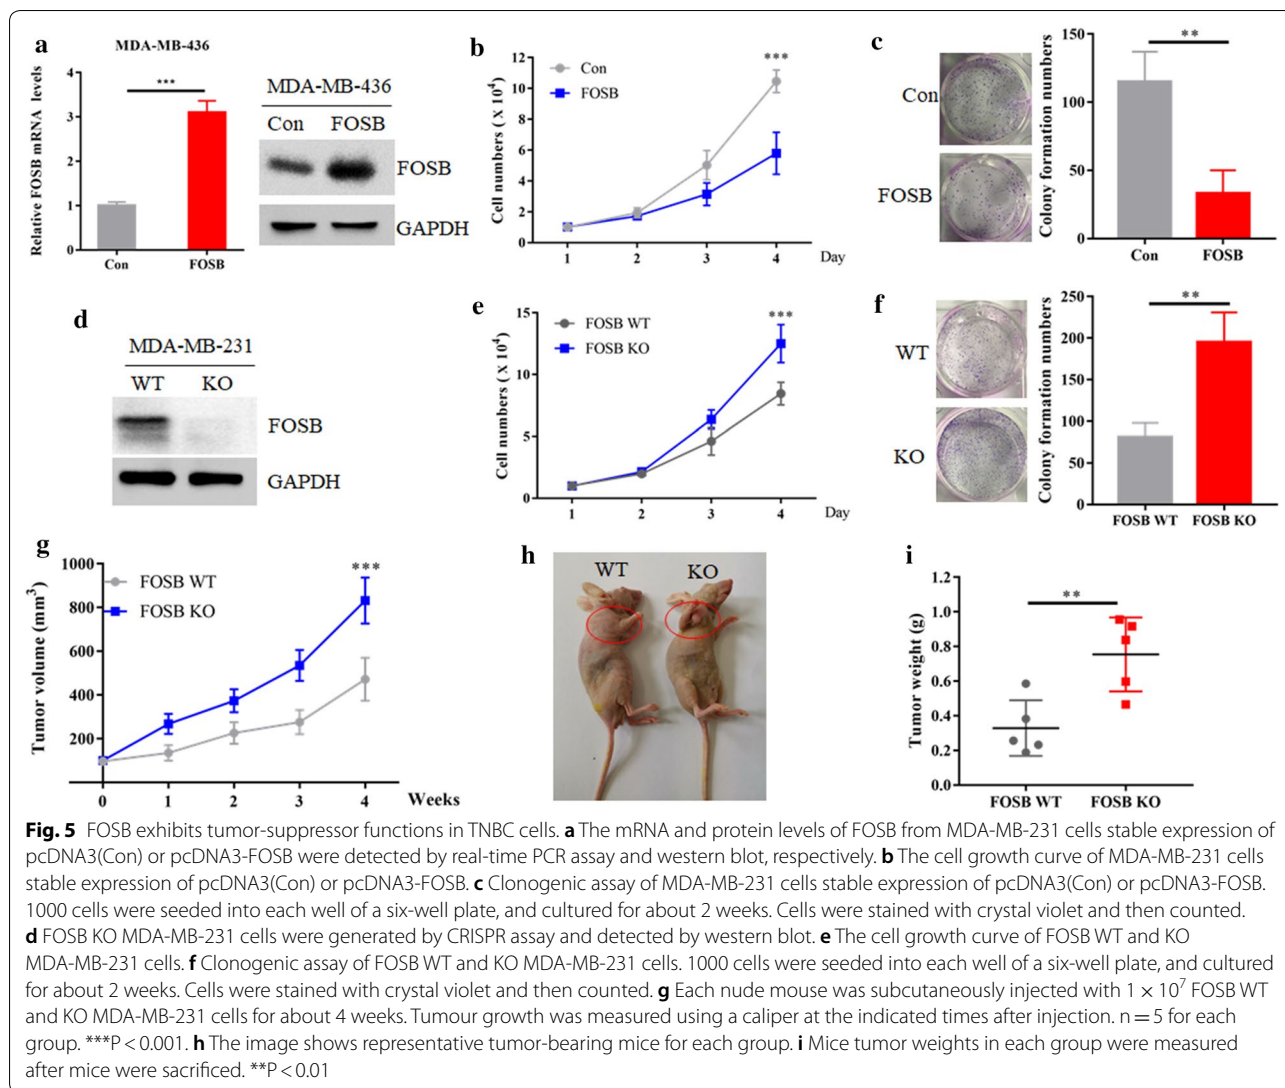 a
MDA-MB-436
Relative FOSB mRNA levels
4
3
2
1
0
***
Con
FOSB
MDA-MB-436
Con FOSB
FOSB
GAPDH
b
Cell numbers ( X 10⁴)
12
10
8
6
4
2
0
Con
FOSB
***
1 2 3 4 Day
c
Con
FOSB
Colony formation numbers
150
100
50
0
**
Con FOSB
d
MDA-MB-231
WT KO
FOSB
GAPDH
e
Cell numbers ( X 10⁴)
15
10
5
0
FOSB WT
FOSB KO
***
1 2 3 4 Day
f
WT
KO
Colony formation numbers
250
200
150
100
50
0
**
FOSB WT FOSB KO
g
Tumor volume (mm³)
1000
800
600
400
200
FOSB WT
FOSB KO
***
0 1 2 3 4 Weeks
h
WT KO
i
Tumor weight (g)
1.2
1.0
0.8
0.6
0.4
0.2
0.0
**
FOSB WT FOSB KO
Fig. 5 FOSB exhibits tumor-suppressor functions in TNBC cells. a The mRNA and protein levels of FOSB from MDA-MB-231 cells stable expression of
pcDNA3(Con) or pcDNA3-FOSB were detected by real-time PCR assay and western blot, respectively. b The cell growth curve of MDA-MB-231 cells
stable expression of pcDNA3(Con) or pcDNA3-FOSB. c Clonogenic assay of MDA-MB-231 cells stable expression of pcDNA3(Con) or pcDNA3-FOSB.
1000 cells were seeded into each well of a six-well plate, and cultured for about 2 weeks. Cells were stained with crystal violet and then counted.
d FOSB KO MDA-MB-231 cells were generated by CRISPR assay and detected by western blot. e The cell growth curve of FOSB WT and KO
MDA-MB-231 cells. f Clonogenic assay of FOSB WT and KO MDA-MB-231 cells. 1000 cells were seeded into each well of a six-well plate, and cultured
for about 2 weeks. Cells were stained with crystal violet and then counted. g Each nude mouse was subcutaneously injected with 1 × 10⁷ FOSB WT
and KO MDA-MB-231 cells for about 4 weeks. Tumour growth was measured using a caliper at the indicated times after injection. n = 5 for each
group. ***P < 0.001. h The image shows representative tumor-bearing mice for each group. i Mice tumor weights in each group were measured
after mice were sacrificed. **P < 0.01